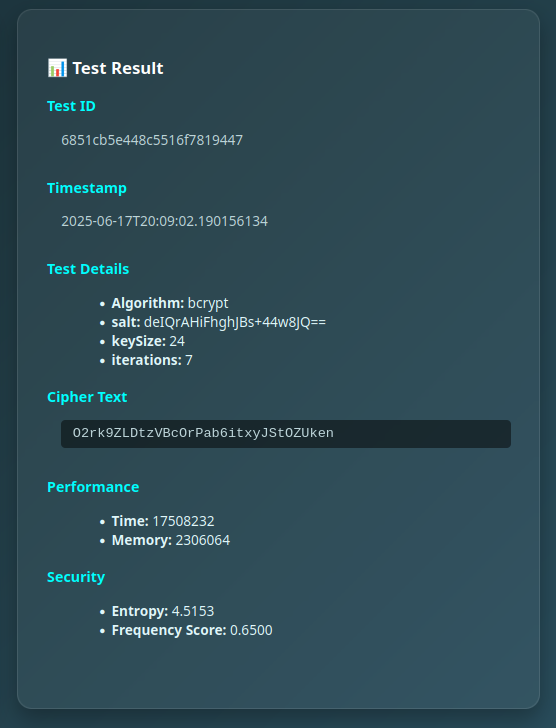 📊 Test Result
Test ID
6851cb5e448c5516f7819447
Timestamp
2025-06-17T20:09:02.190156134
Test Details
• Algorithm: bcrypt
• salt: deIQrAHiFhghJBs+44w8JQ==
• keySize: 24
• iterations: 7
Cipher Text
O2rk9ZLDtzVBcOrPab6itxyJStOZUken
Performance
• Time: 17508232
• Memory: 2306064
Security
• Entropy: 4.5153
• Frequency Score: 0.6500